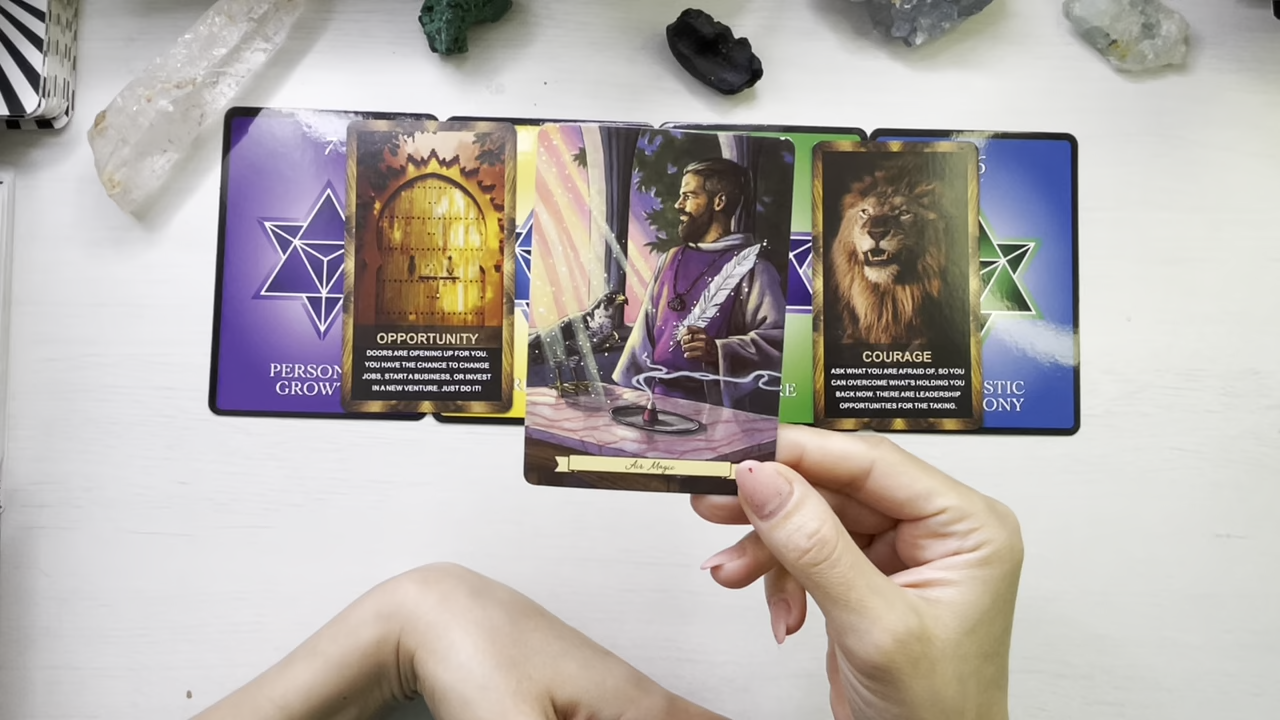 PERSON
GROWT
OPPORTUNITY
DOORS ARE OPENING UP FOR YOU.
YOU HAVE THE CHANCE TO CHANGE
JOBS, START A BUSINESS, OR INVEST
IN A NEW VENTURE. JUST DO IT!
Air Magic
RE
COURAGE
ASK WHAT YOU ARE AFRAID OF, SO YOU
CAN OVERCOME WHAT'S HOLDING YOU
BACK NOW. THERE ARE LEADERSHIP
OPPORTUNITIES FOR THE TAKING.
STIC
ONY